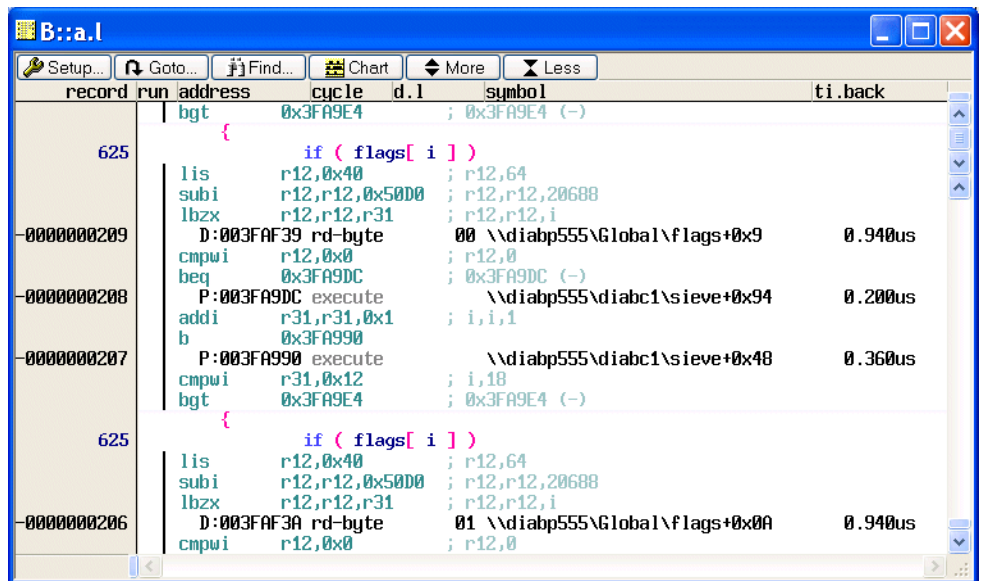 B::a.l
Setup... Goto... Find... Chart More Less
record run address cycle d.l symbol ti.back
bgt 0x3FA9E4 ; 0x3FA9E4 (-)
{
625 if ( flags[ i ] )
lis r12,0x40 ; r12,64
subi r12,r12,0x50D0 ; r12,r12,20688
lbzx r12,r12,r31 ; r12,r12,i
-0000000209 D:003FAF39 rd-byte 00 \\diabp555\Global\flags+0x9 0.940us
cmpwi r12,0x0 ; r12,0
beq 0x3FA9DC ; 0x3FA9DC (-)
-0000000208 P:003FA9DC execute \\diabp555\diabc1\sieve+0x94 0.200us
addi r31,r31,0x1 ; i,i,1
b 0x3FA990
-0000000207 P:003FA990 execute \\diabp555\diabc1\sieve+0x48 0.360us
cmpwi r31,0x12 ; i,18
bgt 0x3FA9E4 ; 0x3FA9E4 (-)
{
625 if ( flags[ i ] )
lis r12,0x40 ; r12,64
subi r12,r12,0x50D0 ; r12,r12,20688
lbzx r12,r12,r31 ; r12,r12,i
-0000000206 D:003FAF3A rd-byte 01 \\diabp555\Global\flags+0x0A 0.940us
cmpwi r12,0x0 ; r12,0